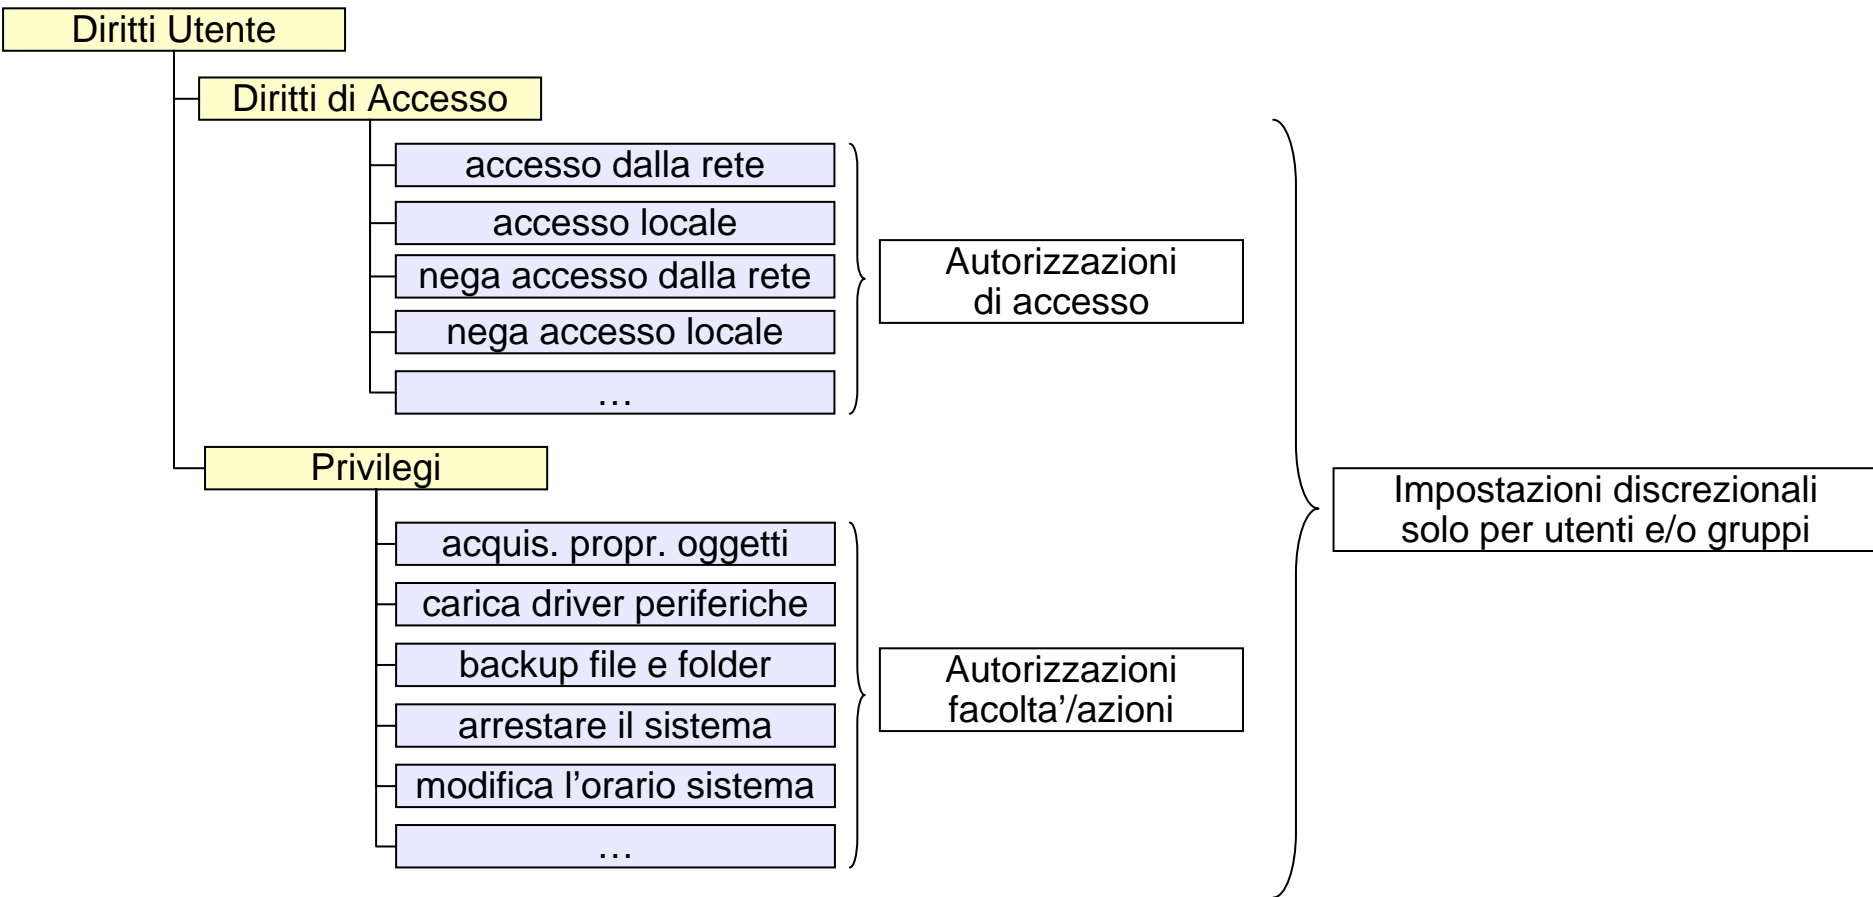 Diritti Utente
Diritti di Accesso
accesso dalla rete
accesso locale
nega accesso dalla rete
nega accesso locale
…
Autorizzazioni
di accesso
Privilegi
acquis. propr. oggetti
carica driver periferiche
backup file e folder
arrestare il sistema
modifica l’orario sistema
…
Autorizzazioni
facolta’/azioni
Impostazioni discrezionali
solo per utenti e/o gruppi